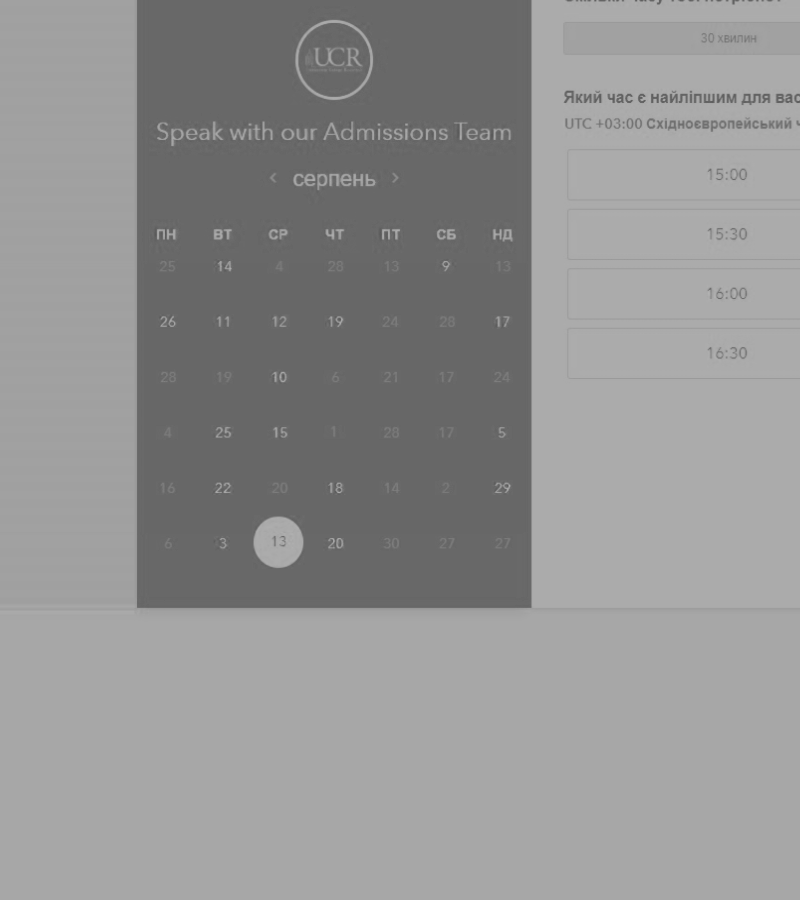 30 хвилин
UCR
Який час є найліпшим для вас
Speak with our Admissions Team
UTC +03:00 Східноєвропейський ч
< серпень >
15:00
ПН ВТ СР ЧТ ПТ СБ НД
25 14 4 28 13 9 13
15:30
26 11 12 19 24 28 17
16:00
28 19 10 6 21 17 24
16:30
4 25 15 1 28 17 5
16 22 20 18 14 2 29
6 3 13 20 30 27 27